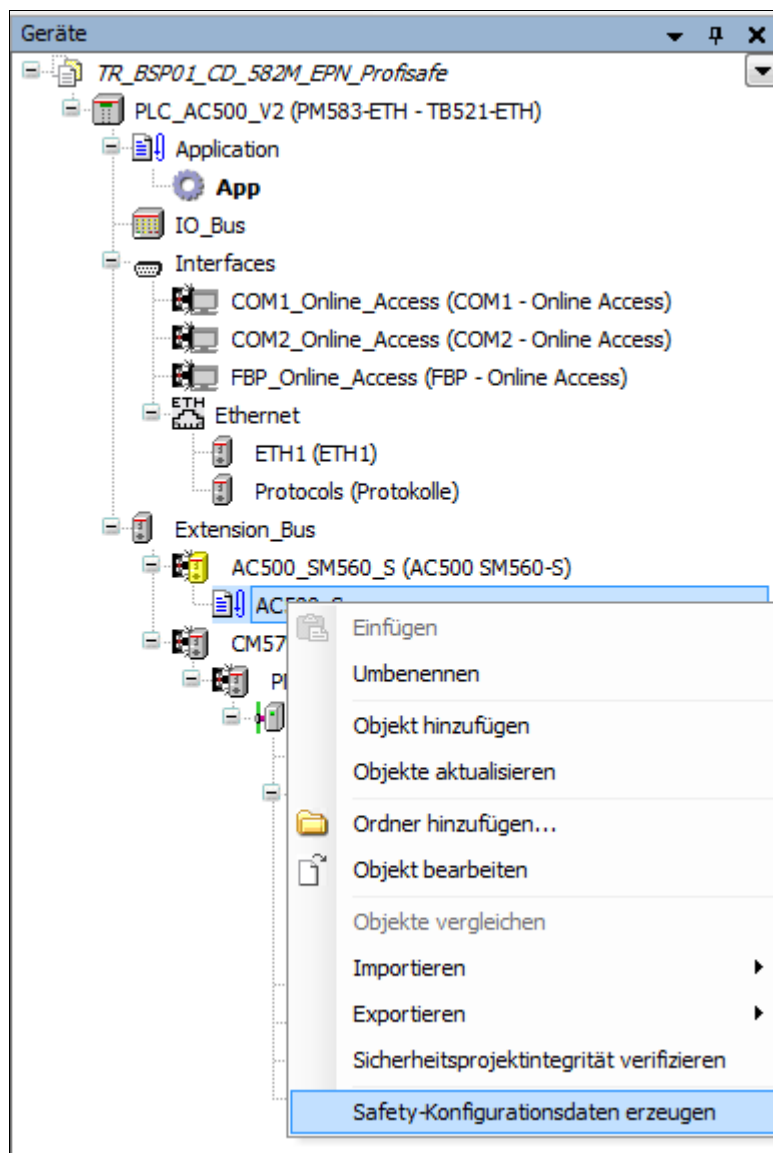 Geräte
TR_BSP01_CD_582M_EPN_Profisafe
PLC_AC500_V2 (PM583-ETH - TB521-ETH)
Application
App
IO_Bus
Interfaces
COM1_Online_Access (COM1 - Online Access)
COM2_Online_Access (COM2 - Online Access)
FBP_Online_Access (FBP - Online Access)
ETH
Ethernet
ETH1 (ETH1)
Protocols (Protokolle)
Extension_Bus
AC500_SM560_S (AC500 SM560-S)
CM57
Einfügen
Umbenennen
Objekt hinzufügen
Objekte aktualisieren
Ordner hinzufügen...
Objekt bearbeiten
Objekte vergleichen
Importieren
Exportieren
Sicherheitsprojektintegrität verifizieren
Safety-Konfigurationsdaten erzeugen